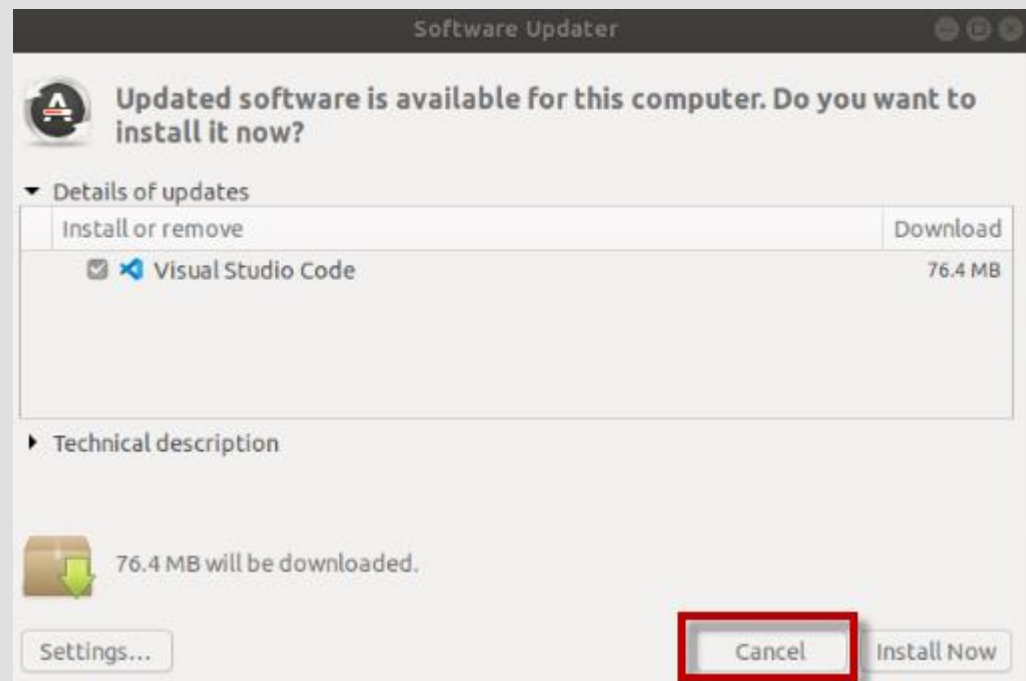 Software Updater
Updated software is available for this computer. Do you want to
install it now?
Details of updates
Install or remove Download
Visual Studio Code 76.4 MB
Technical description
76.4 MB will be downloaded.
Settings... Cancel Install Now